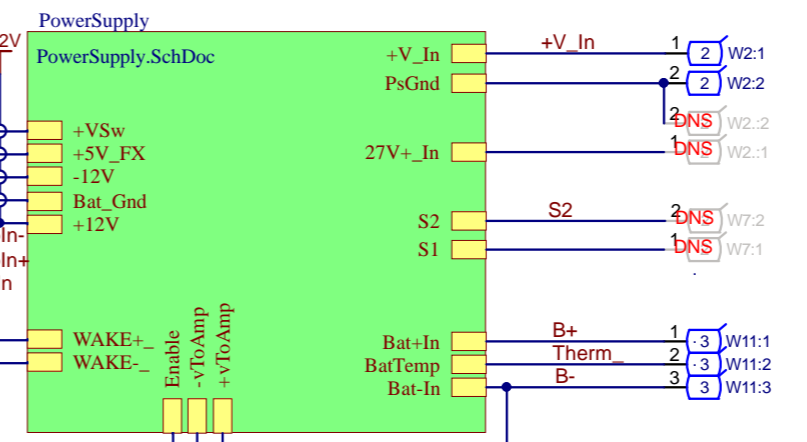 PowerSupply
2V
PowerSupply.SchDoc
+V_In +V_In 1 2 W2:1
PsGnd 2 2 W2:2
2 DNS W2.:2
+VSw
+5V_FX 27V+_In 1 DNS W2.:1
-12V
Bat_Gnd
+12V S2 S2 2 DNS W7:2
In-
S1 1 DNS W7:1
In+
n
WAKE+_ Bat+In B+ 1 3 W11:1
WAKE-_ BatTemp Therm_ 2 3 W11:2
Bat-In B- 3 3 W11:3
Enable
-vToAmp
+vToAmp